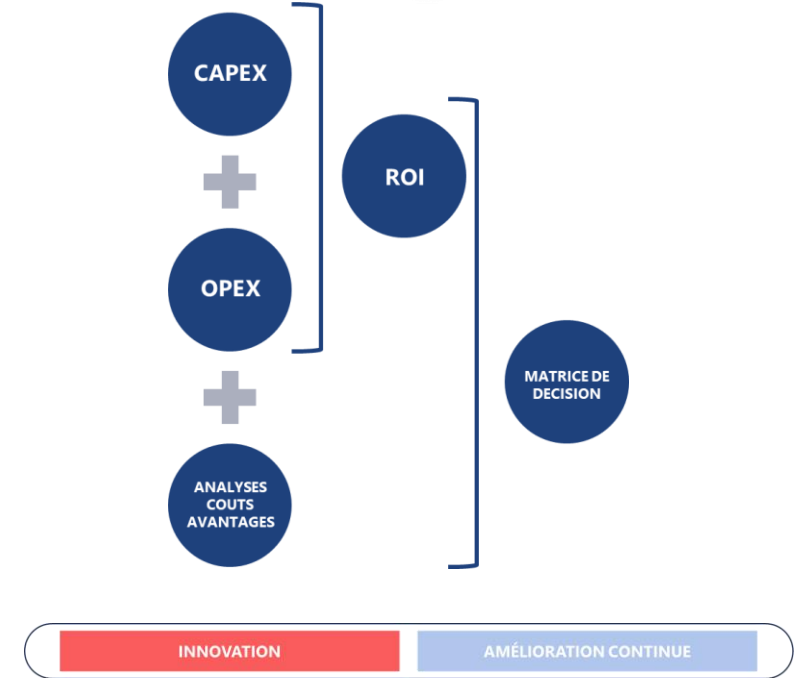 CAPEX
ROI
OPEX
MATRICE DE
DECISION
ANALYSES
COUTS
AVANTAGES
INNOVATION
AMÉLIORATION CONTINUE